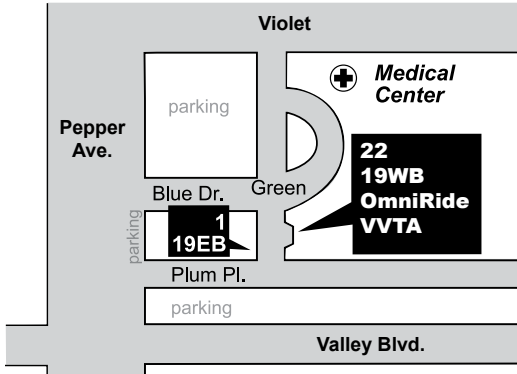 Violet
Medical
Center
parking
Pepper
Ave.
22
19WB
OmniRide
VVTA
Blue Dr.
Green
1
19EB
parking
Plum Pl.
parking
Valley Blvd.